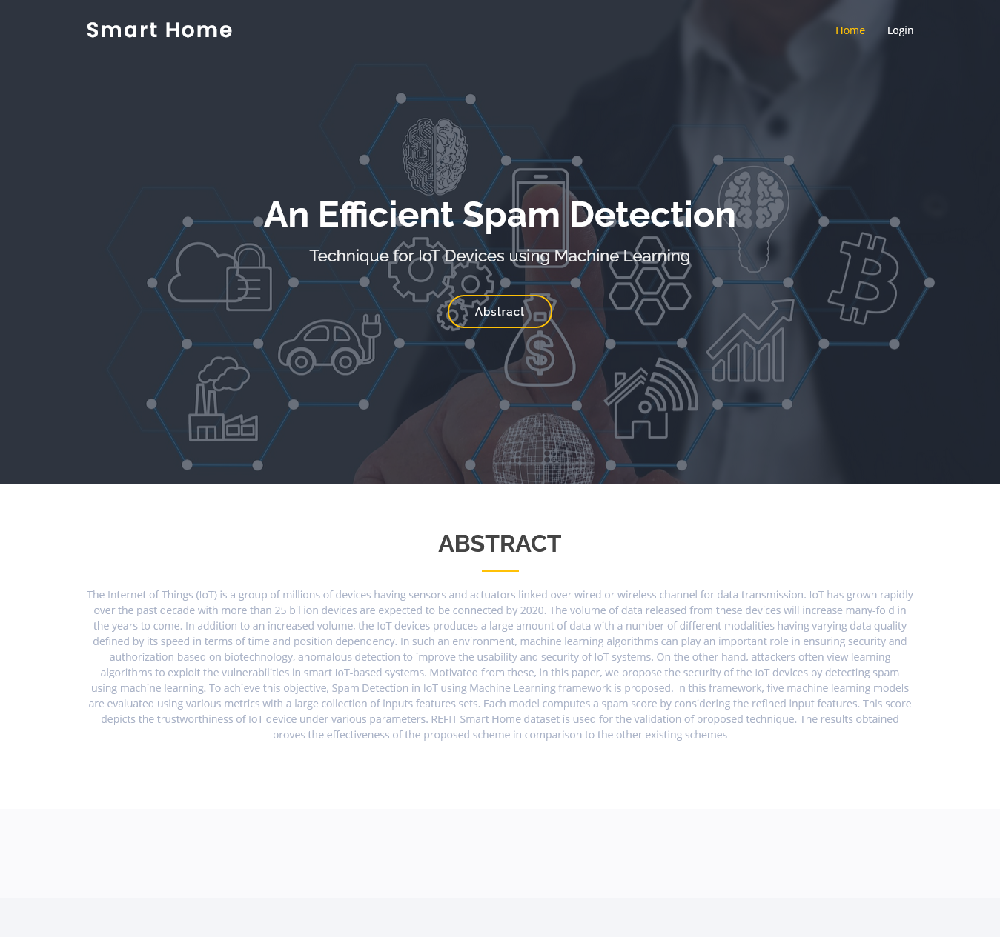 Smart Home
Home
Login
An Efficient Spam Detection
Technique for IoT Devices using Machine Learning
Abstract
ABSTRACT
The Internet of Things (IoT) is a group of millions of devices having sensors and actuators linked over wired or wireless channel for data transmission. IoT has grown rapidly
over the past decade with more than 25 billion devices are expected to be connected by 2020. The volume of data released from these devices will increase many-fold in
the years to come. In addition to an increased volume, the IoT devices produces a large amount of data with a number of different modalities having varying data quality
defined by its speed in terms of time and position dependency. In such an environment, machine learning algorithms can play an important role in ensuring security and
authorization based on biotechnology, anomalous detection to improve the usability and security of IoT systems. On the other hand, attackers often view learning
algorithms to exploit the vulnerabilities in smart IoT-based systems. Motivated from these, in this paper, we propose the security of the IoT devices by detecting spam
using machine learning. To achieve this objective, Spam Detection in IoT using Machine Learning framework is proposed. In this framework, five machine learning models
are evaluated using various metrics with a large collection of inputs features sets. Each model computes a spam score by considering the refined input features. This score
depicts the trustworthiness of IoT device under various parameters. REFIT Smart Home dataset is used for the validation of proposed technique. The results obtained
proves the effectiveness of the proposed scheme in comparison to the other existing schemes